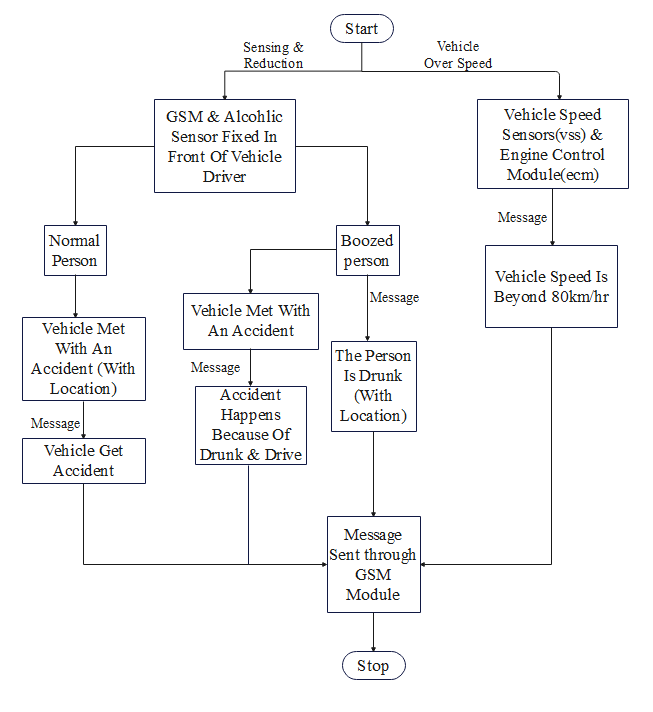 Start
Sensing &
Reduction
Vehicle
Over Speed
GSM & Alcohlic
Sensor Fixed In
Front Of Vehicle
Driver
Vehicle Speed
Sensors(vss) &
Engine Control
Module(ecm)
Message
Normal
Person
Boozed
person
Vehicle Speed Is
Beyond 80km/hr
Message
Vehicle Met With
An Accident
Vehicle Met
With An
Accident (With
Location)
The Person
Is Drunk
(With
Location)
Message
Accident
Happens
Because Of
Drunk & Drive
Message
Vehicle Get
Accident
Message
Sent through
GSM
Module
Stop